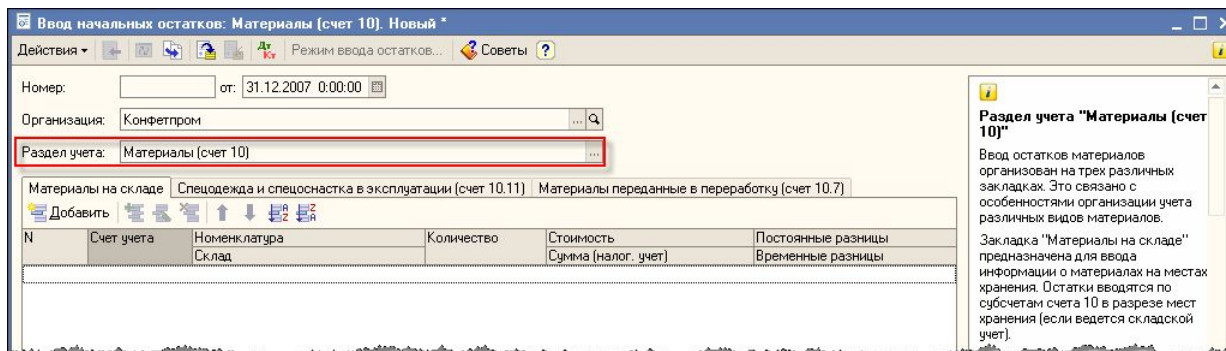 Ввод начальных остатков: Материалы (счет 10). Новый *
Действия Дт Кт Режим ввода остатков... Советы ?
Номер: от: 31.12.2007 0:00:00
Организация: Конфетпром ...
Раздел учета: Материалы (счет 10) ...
Материалы на складе Спецодежда и спецоснастка в эксплуатации (счет 10.11) Материалы переданные в переработку (счет 10.7)
Добавить
N Счет учета Номенклатура Количество Стоимость Постоянные разницы
Склад Сумма (налог. учет) Временные разницы
Раздел учета "Материалы (счет
10)"
Ввод остатков материалов
организован на трех различных
закладках. Это связано с
особенностями организации учета
различных видов материалов.
Закладка "Материалы на складе"
предназначена для ввода
информации о материалах на местах
хранения. Остатки вводятся по
субсчетам счета 10 в разрезе мест
хранения (если ведется складской
учет).